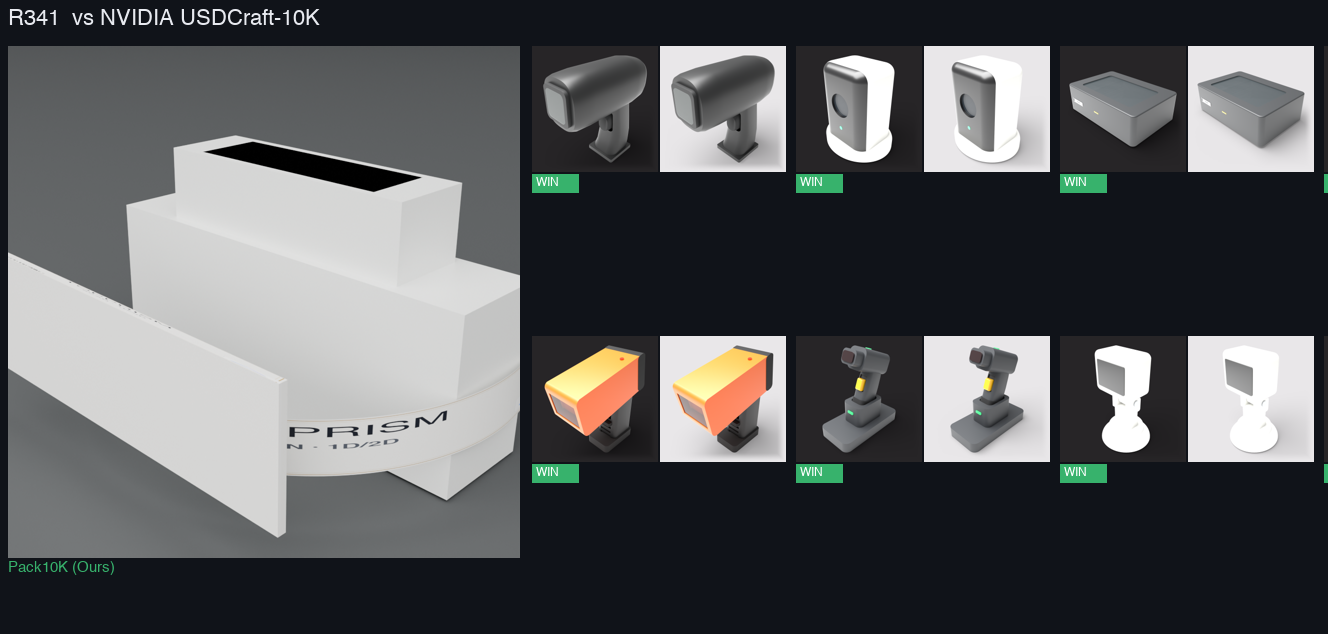 R341 vs NVIDIA USDCraft-10K
WIN
WIN
WIN
PRISM
N · 1D/2D
WIN
WIN
WIN
Pack10K (Ours)